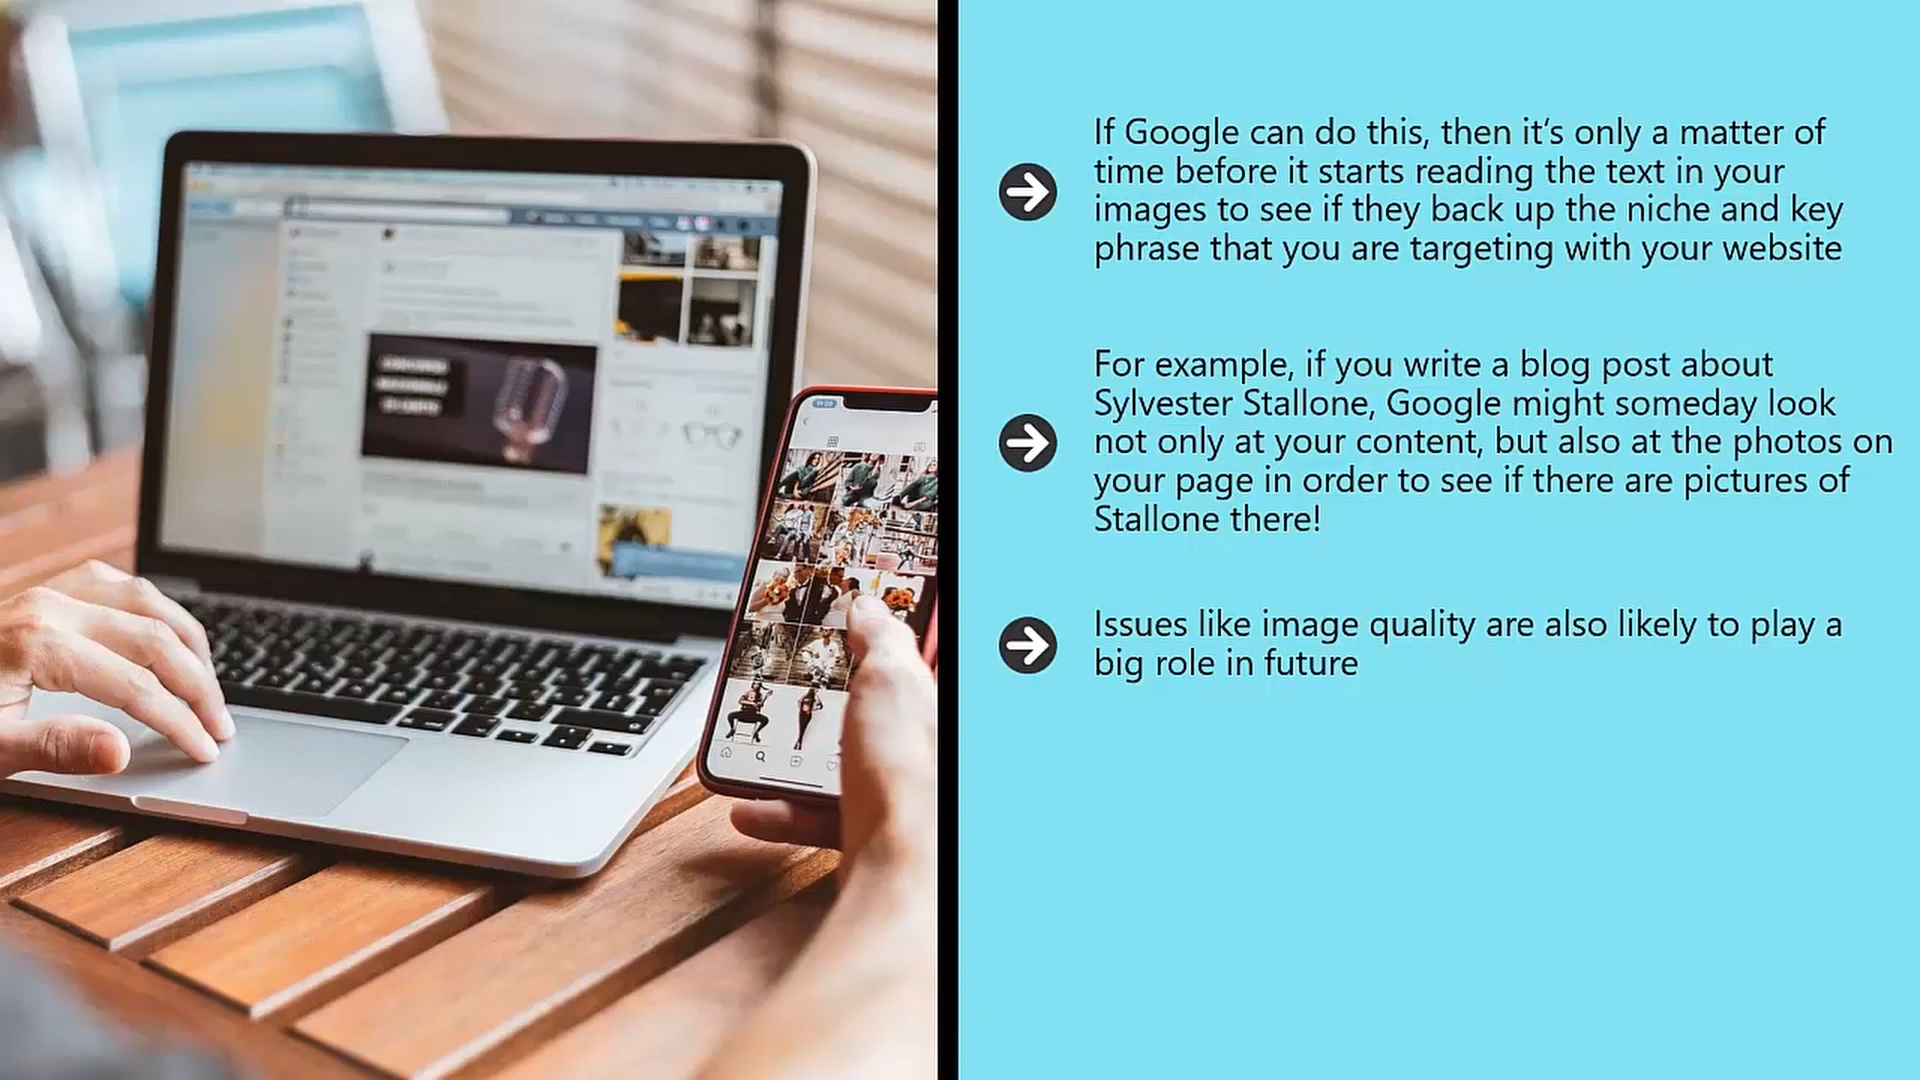 If Google can do this, then it's only a matter of
time before it starts reading the text in your
images to see if they back up the niche and key
phrase that you are targeting with your website
For example, if you write a blog post about
Sylvester Stallone, Google might someday look
not only at your content, but also at the photos on
your page in order to see if there are pictures of
Stallone there!
Issues like image quality are also likely to play a
big role in future